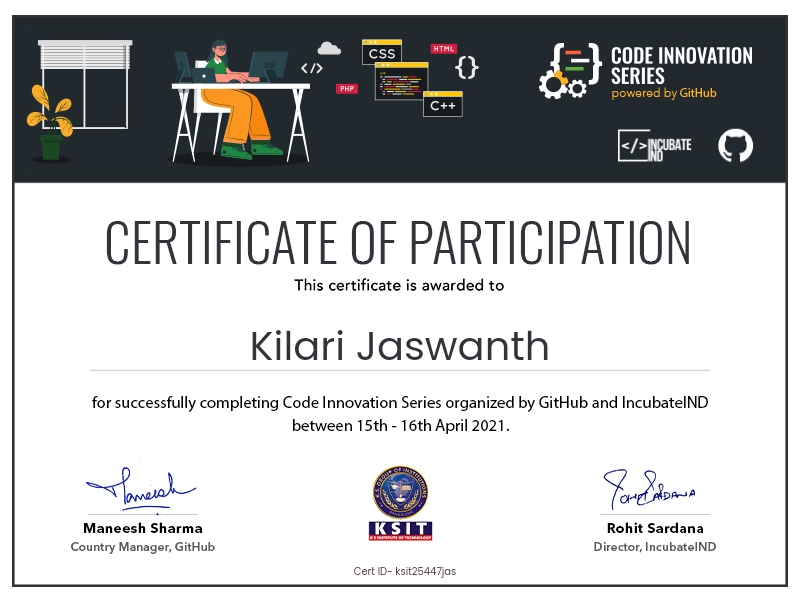 CSS
HTML
</>
{}
PHP
C++
CODE INNOVATION
SERIES
powered by GitHub
</>INCUBATE
IND
CERTIFICATE OF PARTICIPATION
This certificate is awarded to
Kilari Jaswanth
for successfully completing Code Innovation Series organized by GitHub and IncubateIND
between 15th - 16th April 2021.
Maneesh
Rohit Sardana
K.S. GROUP OF INSTITUTIONS
KSIT
K S INSTITUTE OF TECHNOLOGY
Maneesh Sharma
Rohit Sardana
Country Manager, GitHub
Director, IncubateIND
Cert ID- ksit25447jas